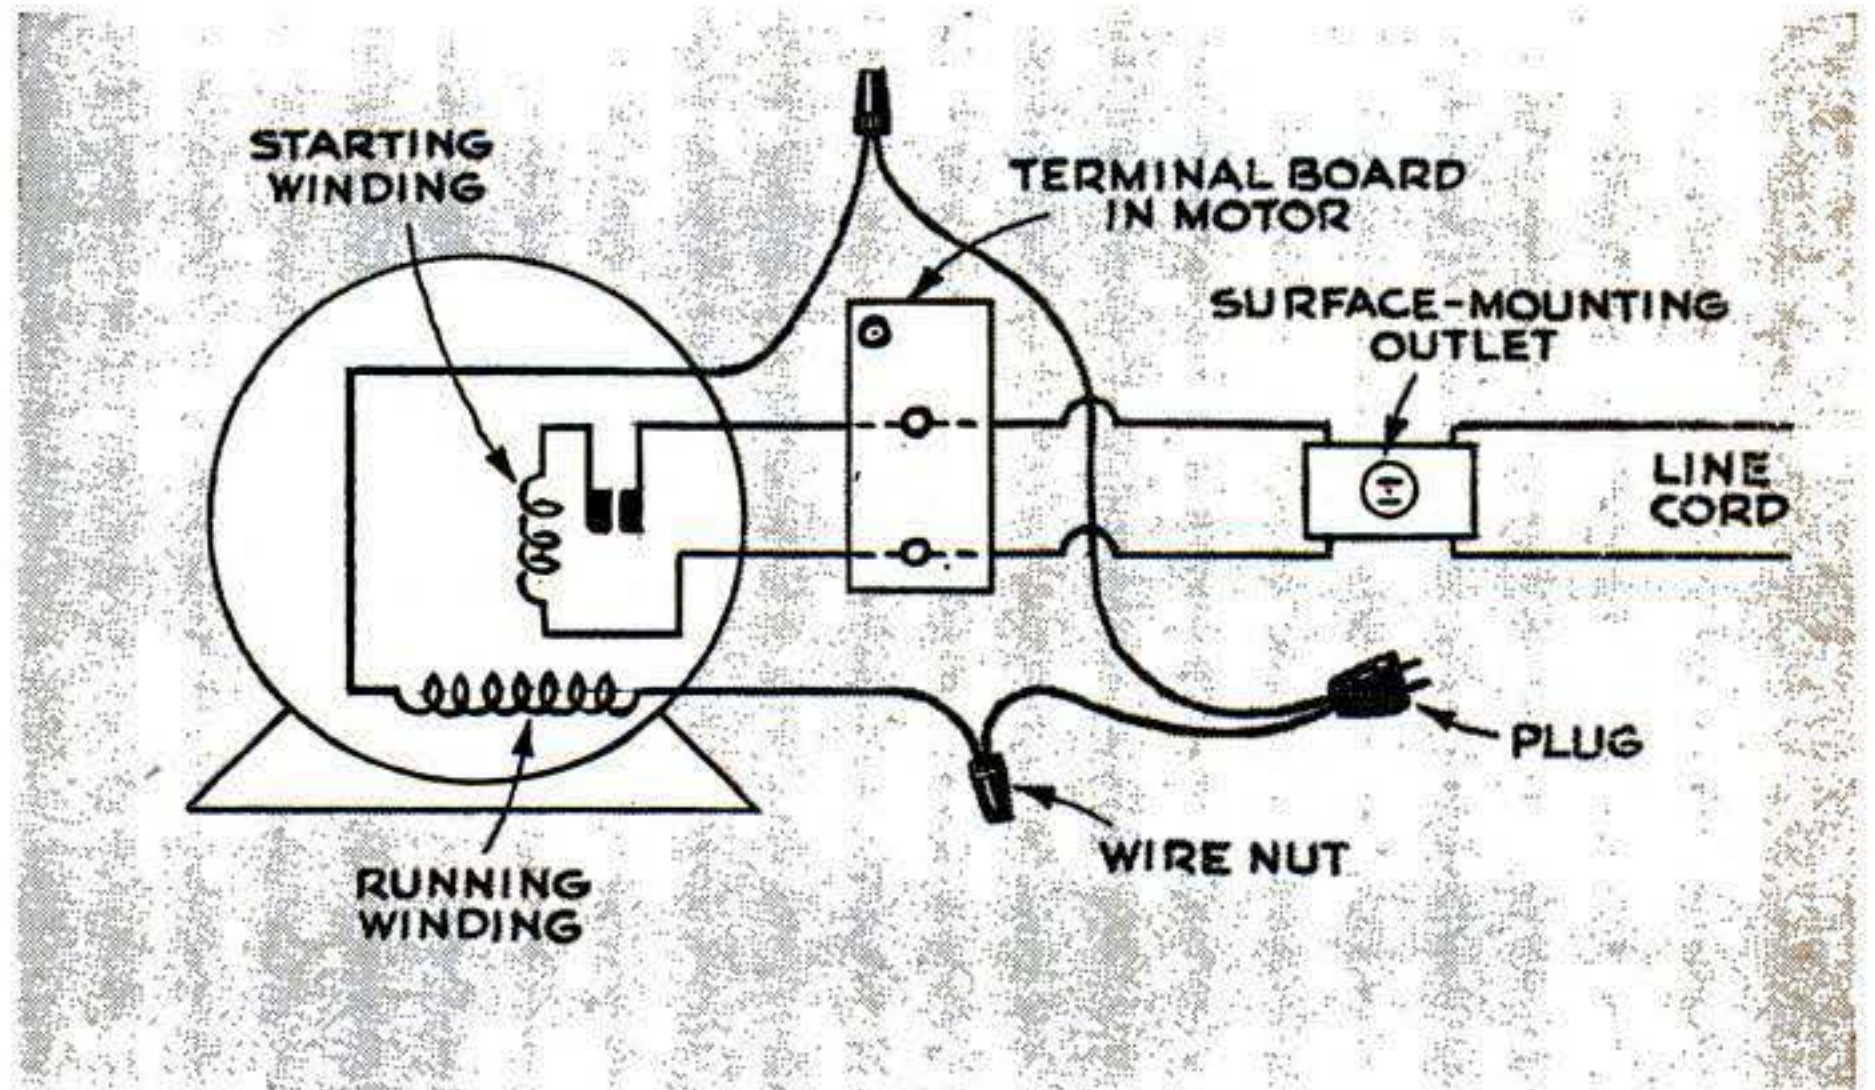 STARTING
WINDING
TERMINAL BOARD
IN MOTOR
SURFACE-MOUNTING
OUTLET
LINE
CORD
PLUG
WIRE NUT
RUNNING
WINDING